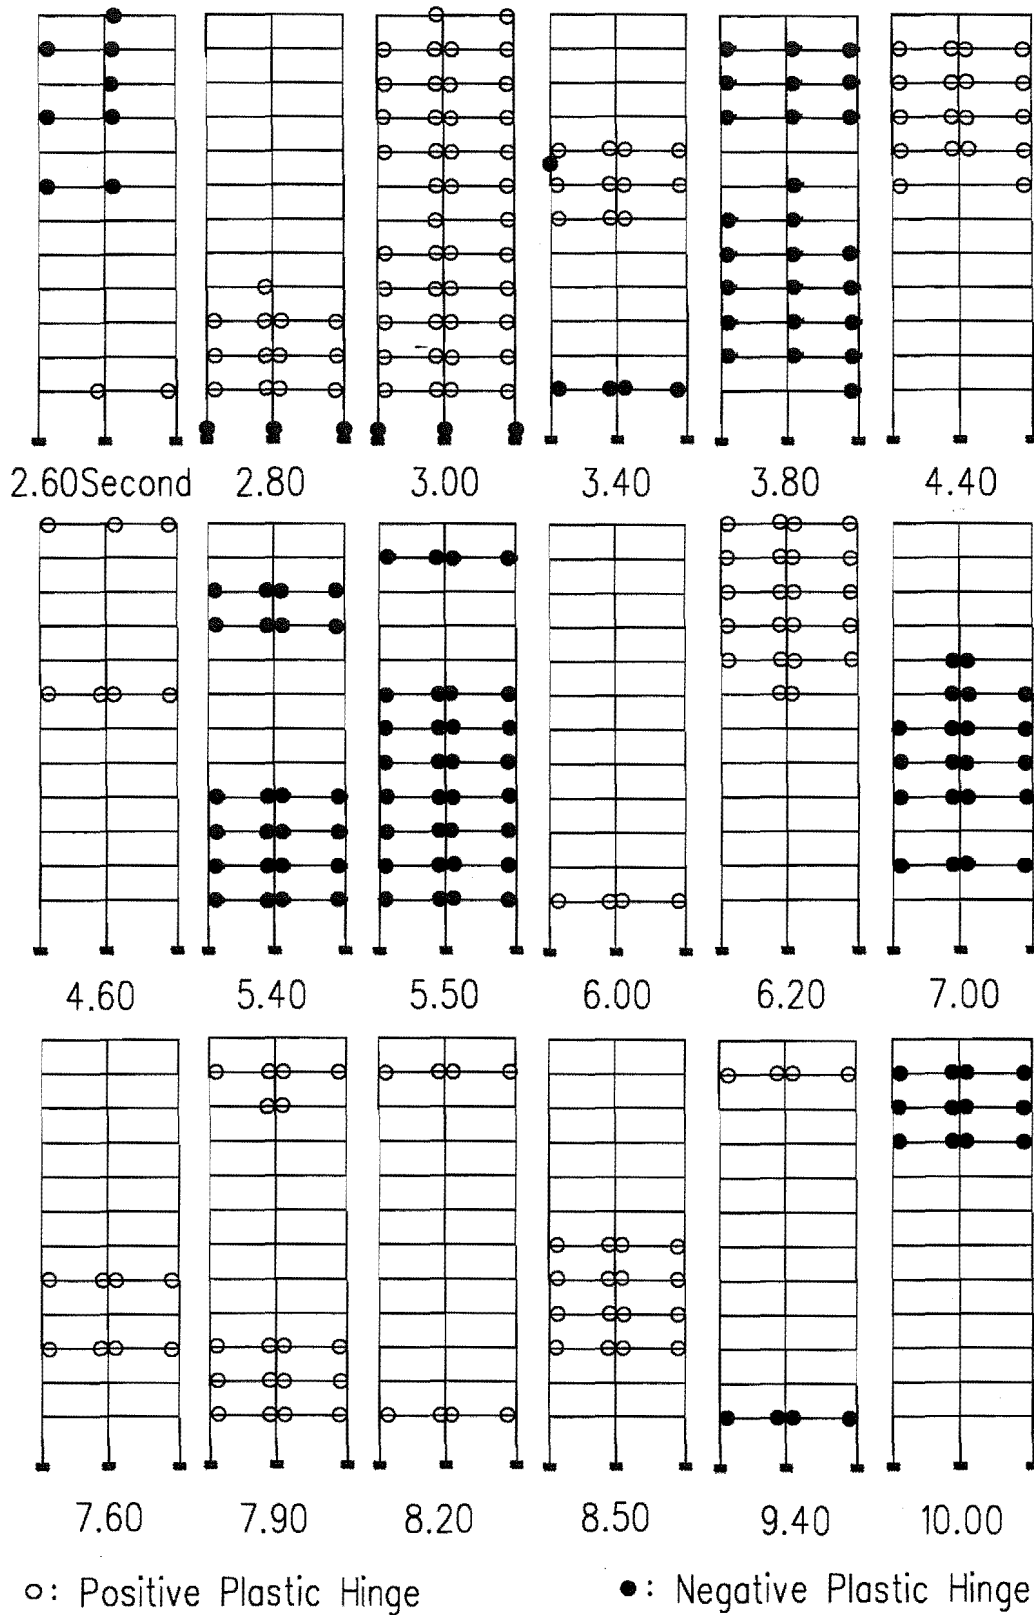 2.60Second 2.80 3.00 3.40 3.80 4.40
4.60 5.40 5.50 6.00 6.20 7.00
7.60 7.90 8.20 8.50 9.40 10.00
○: Positive Plastic Hinge ●: Negative Plastic Hinge